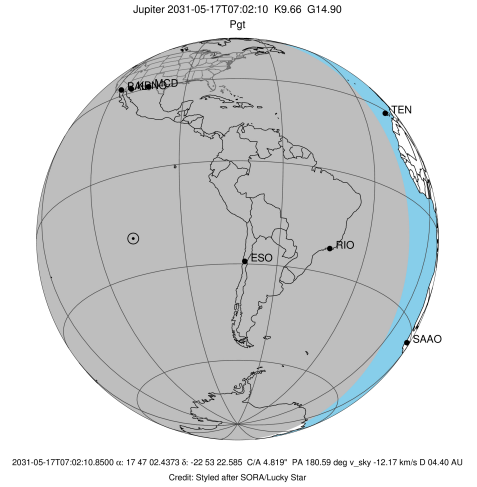 Jupiter 2031-05-17T07:02:10 K9.66 G14.90
Pgt
MCD
TEN
RIO
ESO
SAAO
2031-05-17T07:02:10.8500 α: 17 47 02.4373 δ: -22 53 22.585 C/A 4.819" PA 180.59 deg v_sky -12.17 km/s D 04.40 AU
Credit: Styled after SORA/Lucky Star